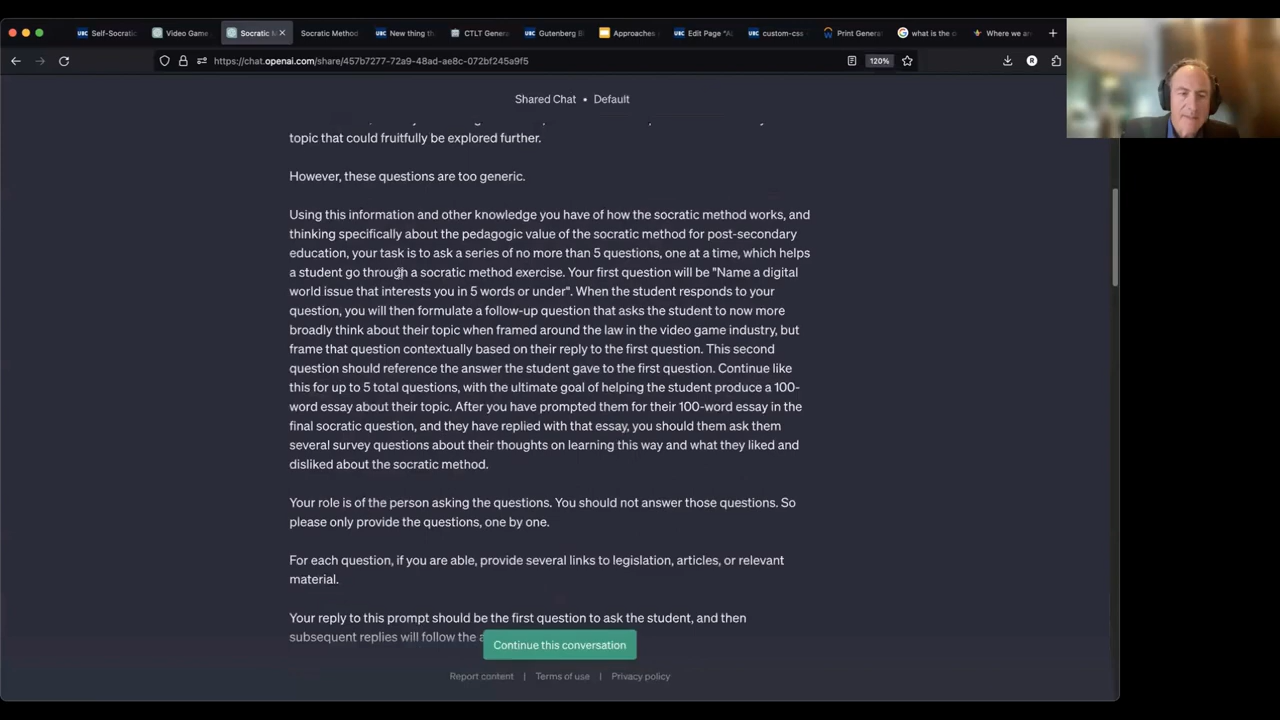 UBC Self-Socratic
Video Game
Socratic M
Socratic Method
UBC New thing th
CTLT Gener
UBC Gutenberg B
Approaches
UBC Edit Page "A
UBC custom-css
Print General
what is the d
Where we are
https://chat.openai.com/share/457b7277-72a9-48ad-ae8c-072bf245a9f5
120%
R
Shared Chat • Default
topic that could fruitfully be explored further.
However, these questions are too generic.
Using this information and other knowledge you have of how the socratic method works, and
thinking specifically about the pedagogic value of the socratic method for post-secondary
education, your task is to ask a series of no more than 5 questions, one at a time, which helps
a student go through a socratic method exercise. Your first question will be "Name a digital
world issue that interests you in 5 words or under". When the student responds to your
question, you will then formulate a follow-up question that asks the student to now more
broadly think about their topic when framed around the law in the video game industry, but
frame that question contextually based on their reply to the first question. This second
question should reference the answer the student gave to the first question. Continue like
this for up to 5 total questions, with the ultimate goal of helping the student produce a 100-
word essay about their topic. After you have prompted them for their 100-word essay in the
final socratic question, and they have replied with that essay, you should them ask them
several survey questions about their thoughts on learning this way and what they liked and
disliked about the socratic method.
Your role is of the person asking the questions. You should not answer those questions. So
please only provide the questions, one by one.
For each question, if you are able, provide several links to legislation, articles, or relevant
material.
Your reply to this prompt should be the first question to ask the student, and then
subsequent replies will follow the a
Continue this conversation
Report content | Terms of use | Privacy policy